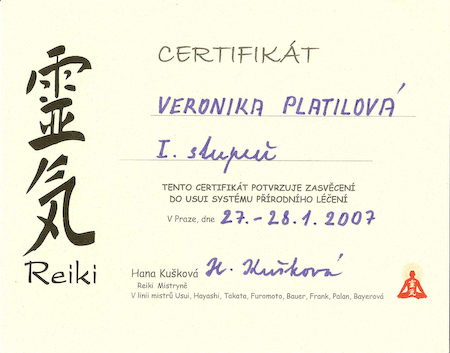 CERTIFIKÁT
VERONIKA PLATILOVÁ
I. stupeň
TENTO CERTIFIKÁT POTVRZUJE ZASVĚCENÍ
DO USUI SYSTÉMU PŘÍRODNÍHO LÉČENÍ
V Praze, dne 27.-28.1.2007
靈気
Reiki
Hana Kušková H. Kušková
Reiki Mistryně
V linii mistrů Usui, Hayashi, Takata, Furomoto, Bauer, Frank, Palan, Bayerová